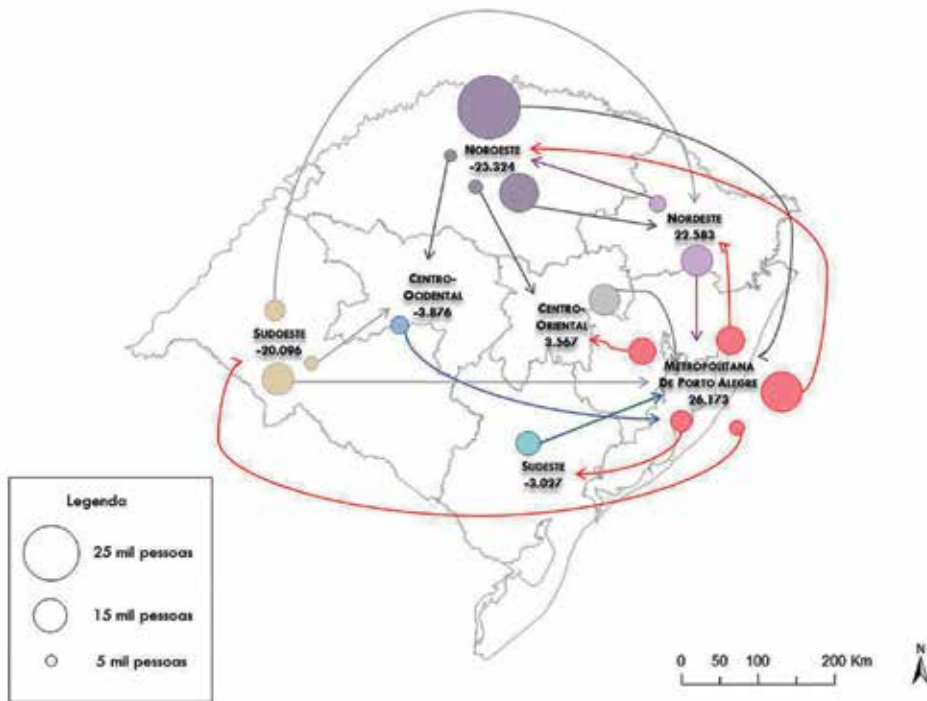 NOROESTE
-25.324
NORDESTE
22.583
CENTRO-
OCIDENTAL
-3.876
CENTRO-
ORIENTAL
3.567
SUDOESTE
-20.096
METROPOLITANA
DE PORTO ALEGRE
26.173
SUDESTE
-3.027
Legenda
25 mil pessoas
15 mil pessoas
5 mil pessoas
0 50 100 200 Km
N